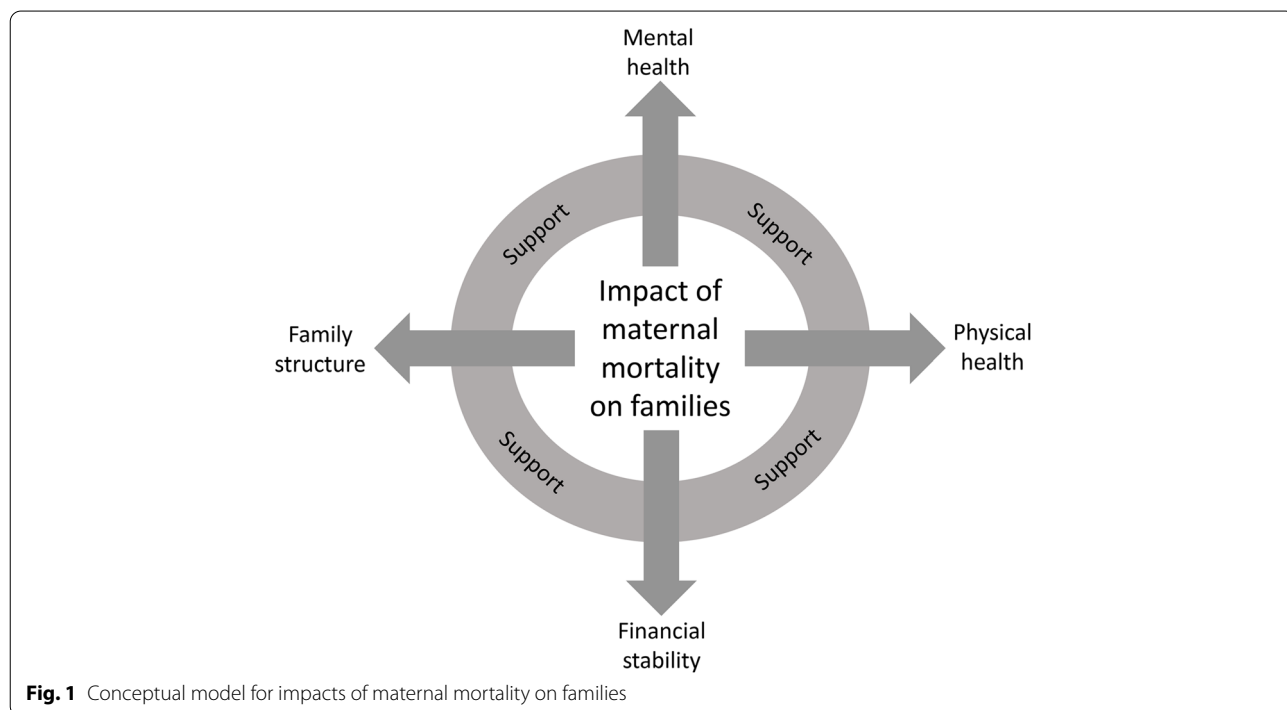 Mental
health
Support
Support
Impact of
maternal
mortality
on families
Family
structure
Physical
health
Support
Support
Financial
stability
Fig. 1 Conceptual model for impacts of maternal mortality on families